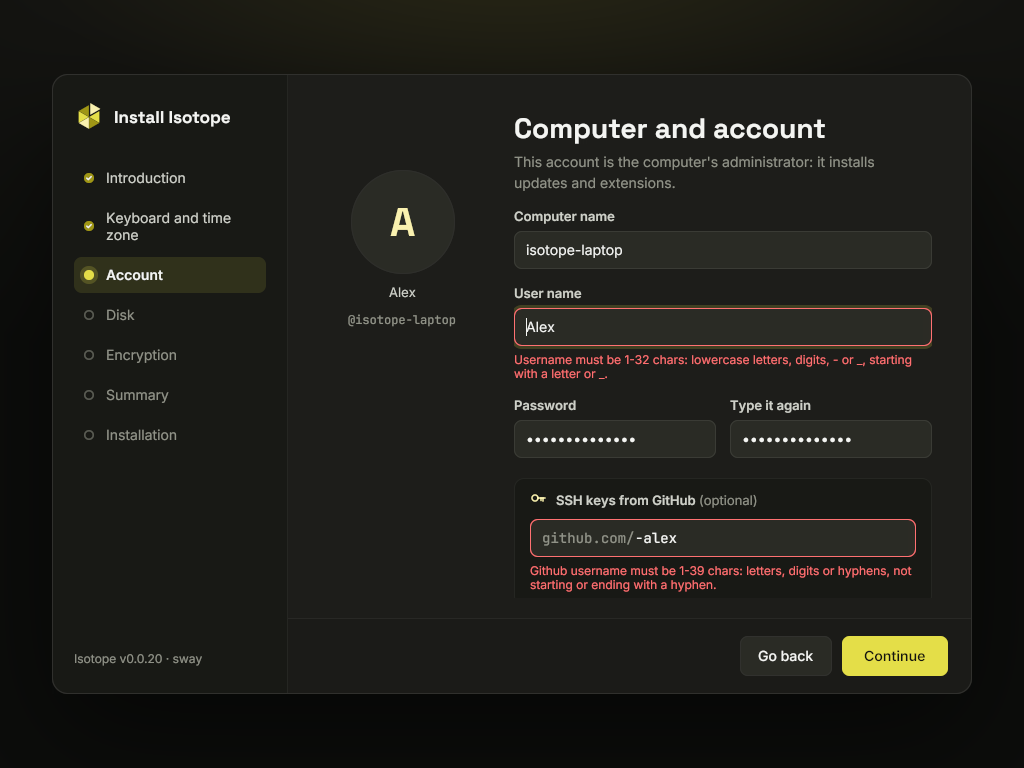 Install Isotope
Introduction
Keyboard and time
zone
Account
Disk
Encryption
Summary
Installation
Isotope v0.0.20 · sway
A
Alex
@isotope-laptop
Computer and account
This account is the computer's administrator: it installs
updates and extensions.
Computer name
isotope-laptop
User name
Alex
Username must be 1-32 chars: lowercase letters, digits, - or _, starting
with a letter or _.
Password
••••••••••••••
Type it again
••••••••••••••
SSH keys from GitHub (optional)
github.com/-alex
Github username must be 1-39 chars: letters, digits or hyphens, not
starting or ending with a hyphen.
Go back
Continue